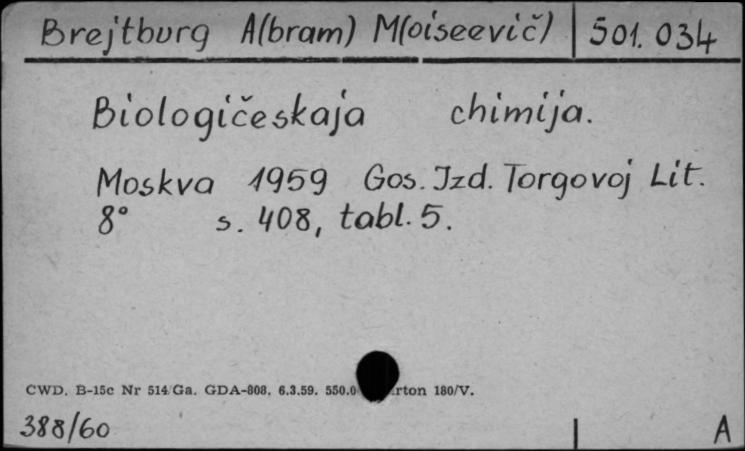 Brejtburg A(bram) M(oiseevič) 501.034
Biologičeskaja chimija.
Moskva 1959 Gos. Izd. Torgovoj Lit.
8° s. 408, tabl. 5.
CWD. B-15c Nr 514/Ga. GDA-808. 6.3.59. 550.0 rton 180/V.
388/60 A